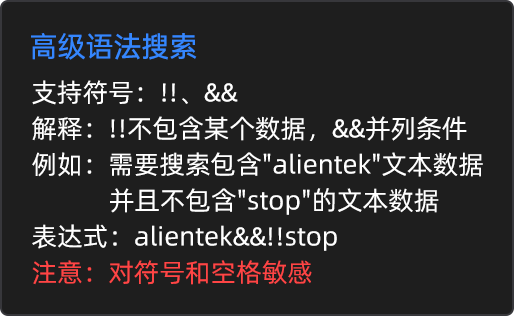 高级语法搜索
支持符号：!!、&&
解释：!!不包含某个数据，&&并列条件
例如：需要搜索包含"alientek"文本数据
并且不包含"stop"的文本数据
表达式：alientek&&!!stop
注意：对符号和空格敏感